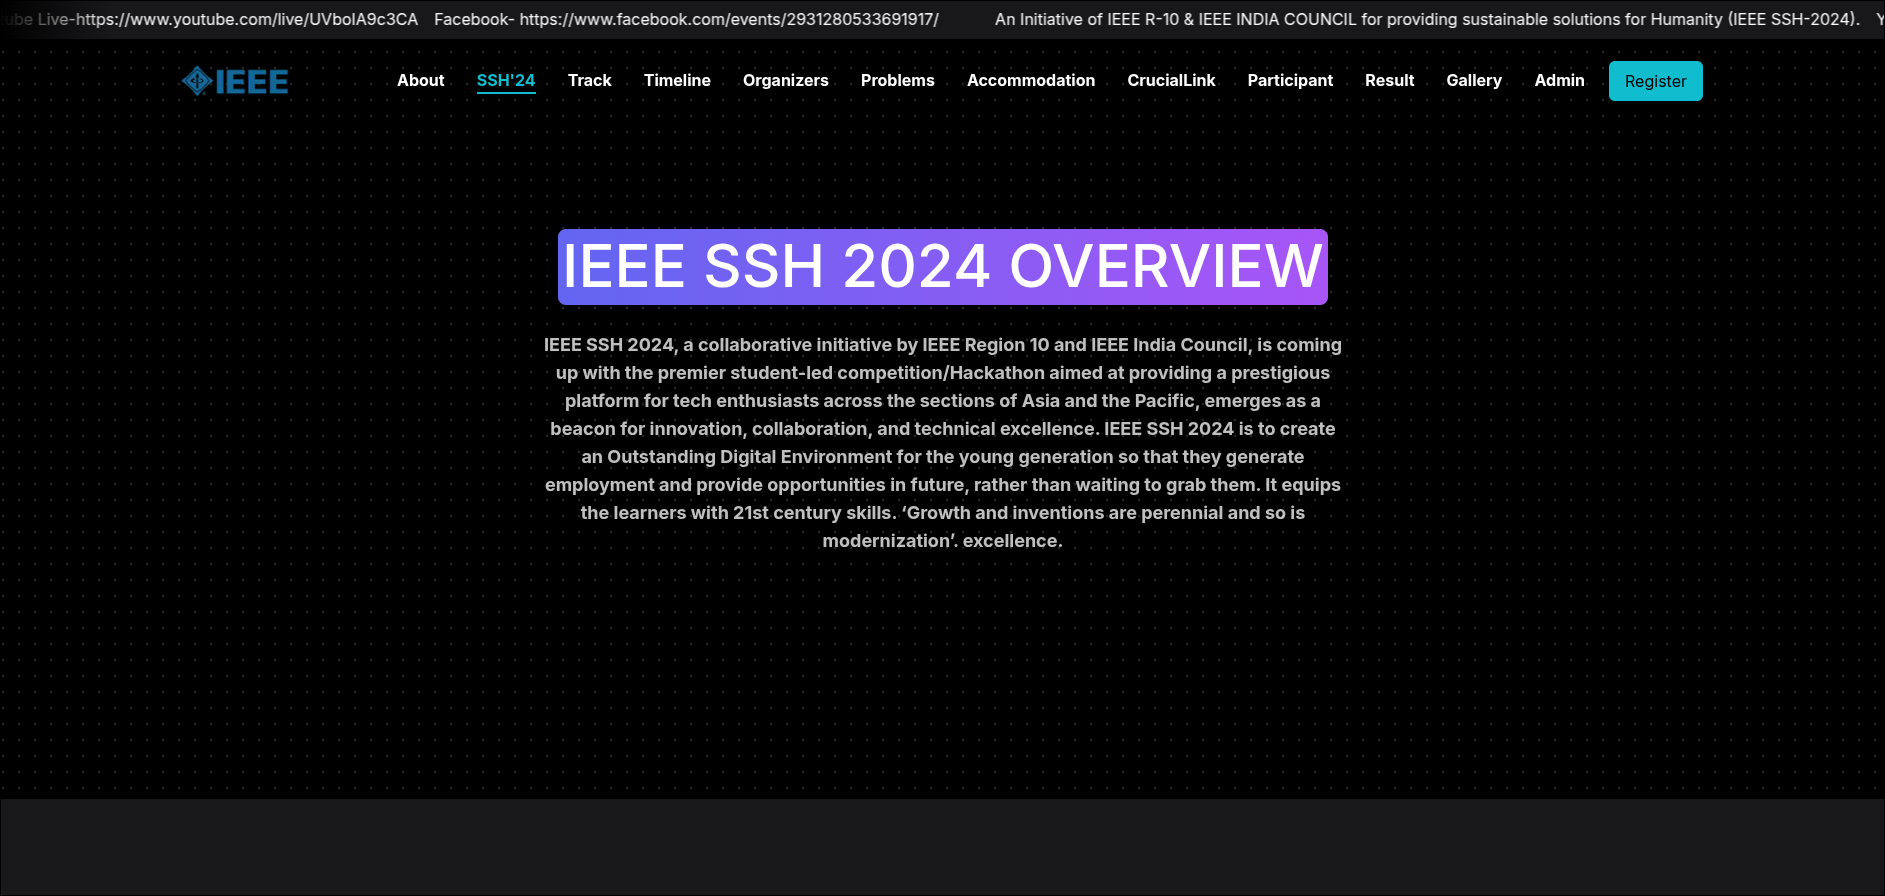 Live-https://www.youtube.com/live/UVbolA9c3CA Facebook- https://www.facebook.com/events/2931280533691917/ An Initiative of IEEE R-10 & IEEE INDIA COUNCIL for providing sustainable solutions for Humanity (IEEE SSH-2024).
IEEE About SSH'24 Track Timeline Organizers Problems Accommodation CrucialLink Participant Result Gallery Admin Register
IEEE SSH 2024 OVERVIEW
IEEE SSH 2024, a collaborative initiative by IEEE Region 10 and IEEE India Council, is coming
up with the premier student-led competition/Hackathon aimed at providing a prestigious
platform for tech enthusiasts across the sections of Asia and the Pacific, emerges as a
beacon for innovation, collaboration, and technical excellence. IEEE SSH 2024 is to create
an Outstanding Digital Environment for the young generation so that they generate
employment and provide opportunities in future, rather than waiting to grab them. It equips
the learners with 21st century skills. ‘Growth and inventions are perennial and so is
modernization’. excellence.